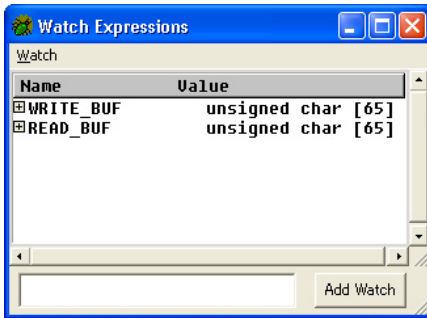 Watch Expressions
Watch
Name Value
WRITE_BUF unsigned char [65]
READ_BUF unsigned char [65]
Add Watch